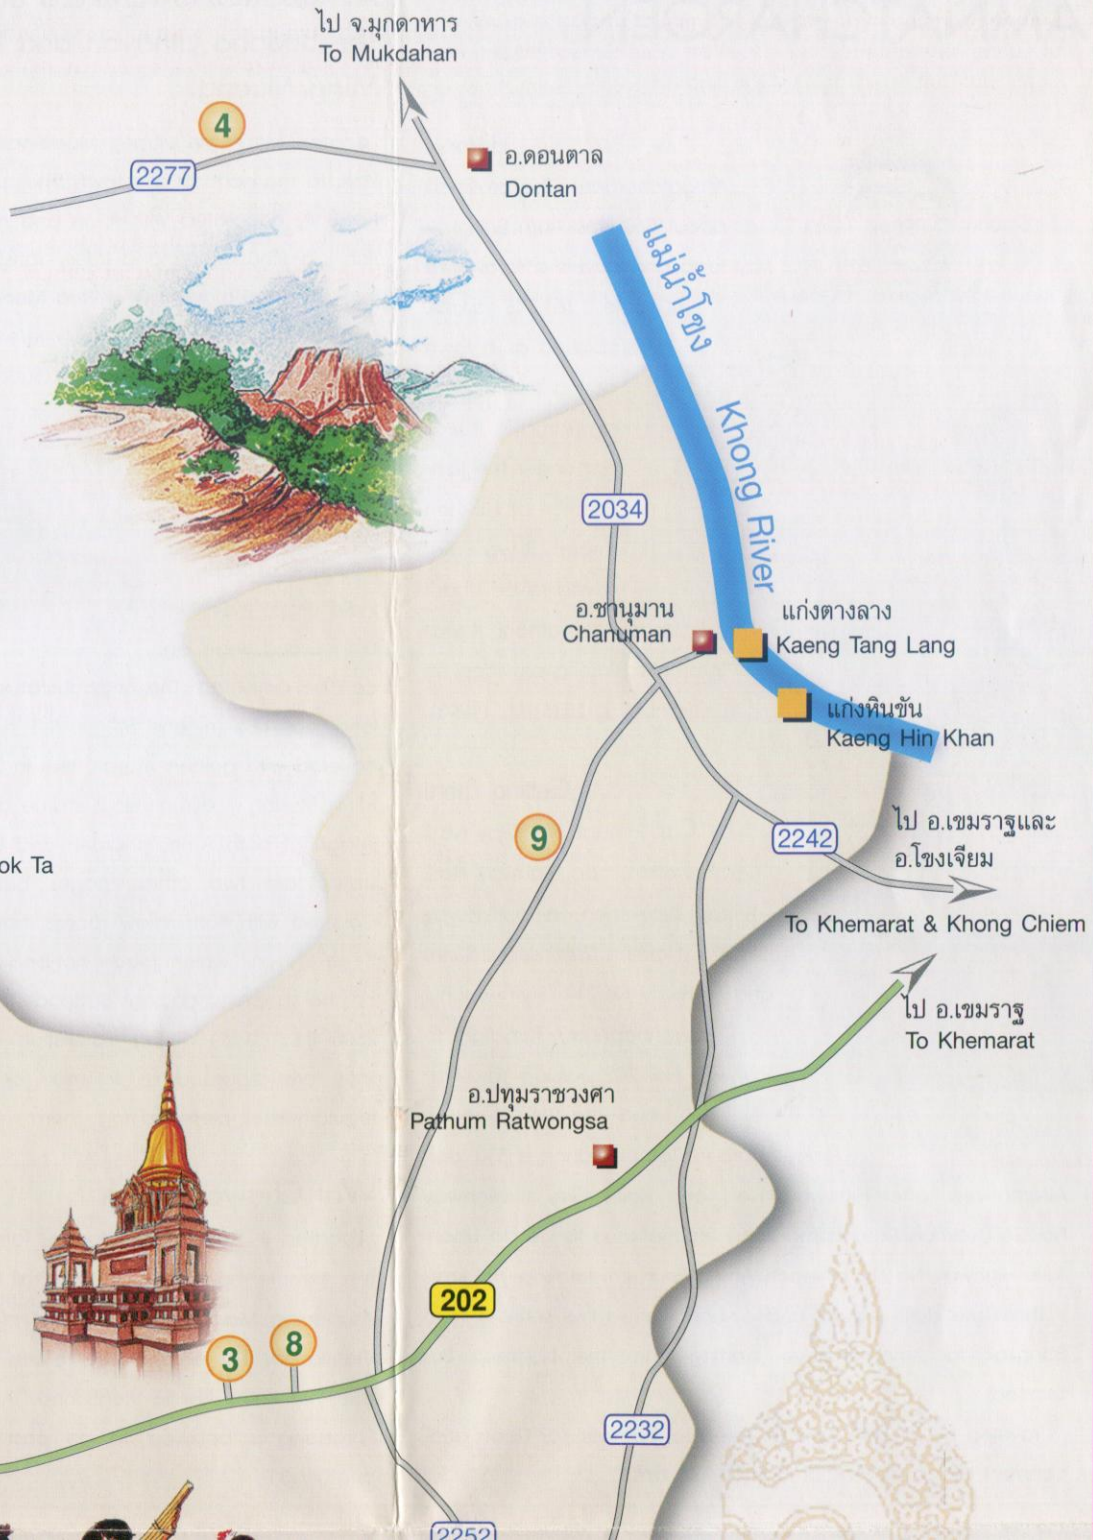 ไป จ.มุกดาหาร
To Mukdahan
4
2277
อ.ดอนตาล
Dontan
แม่น้ำโขง
Khong River
2034
อ.ชานุมาน
Chanuman
แก่งตางลาง
Kaeng Tang Lang
แก่งหินขัน
Kaeng Hin Khan
9
2242
ไป อ.เขมราฐและ
อ.โขงเจียม
To Khemarat & Khong Chiem
ok Ta
ไป อ.เขมราฐ
To Khemarat
อ.ปทุมราชวงศา
Pathum Ratwongsa
202
3
8
2232
2252